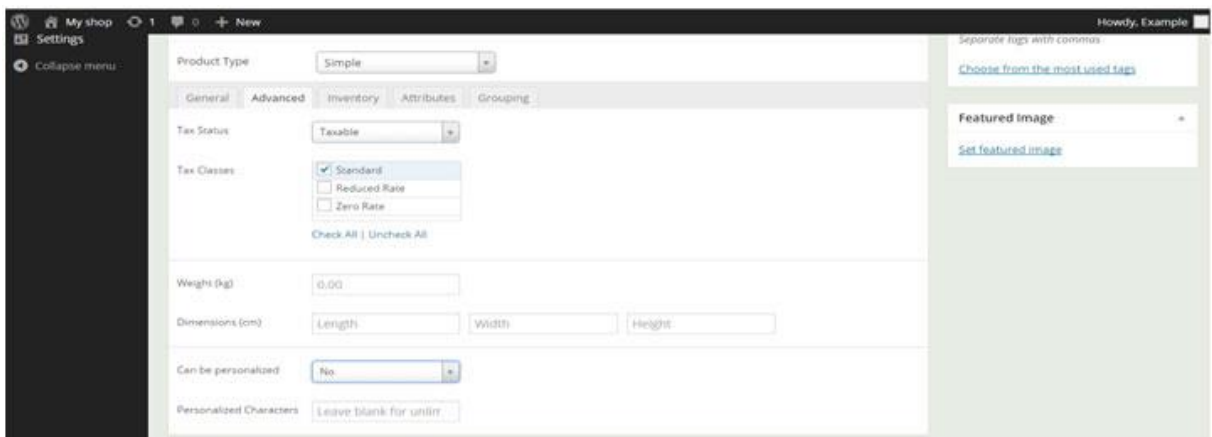 My shop 1 0 + New Howdy, Example
Settings
Collapse menu
Separate tags with commas
Choose from the most used tags
Product Type Simple
General Advanced Inventory Attributes Grouping
Featured Image
Set featured image
Tax Status Taxable
Tax Classes Standard
Reduced Rate
Zero Rate
Check All | Uncheck All
Weight (kg) 0.00
Dimensions (cm) Length Width Height
Can be personalized No
Personalized Characters Leave blank for unlim